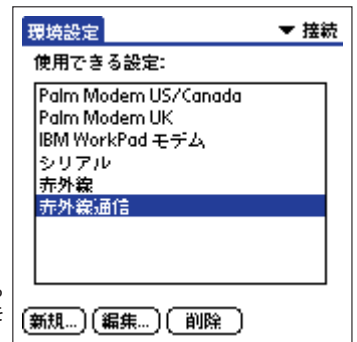 環境設定
▼ 接続
使用できる設定:
Palm Modem US/Canada
Palm Modem UK
IBM WorkPad モデム
シリアル
赤外線
赤外線通信
新規...
編集...
削除